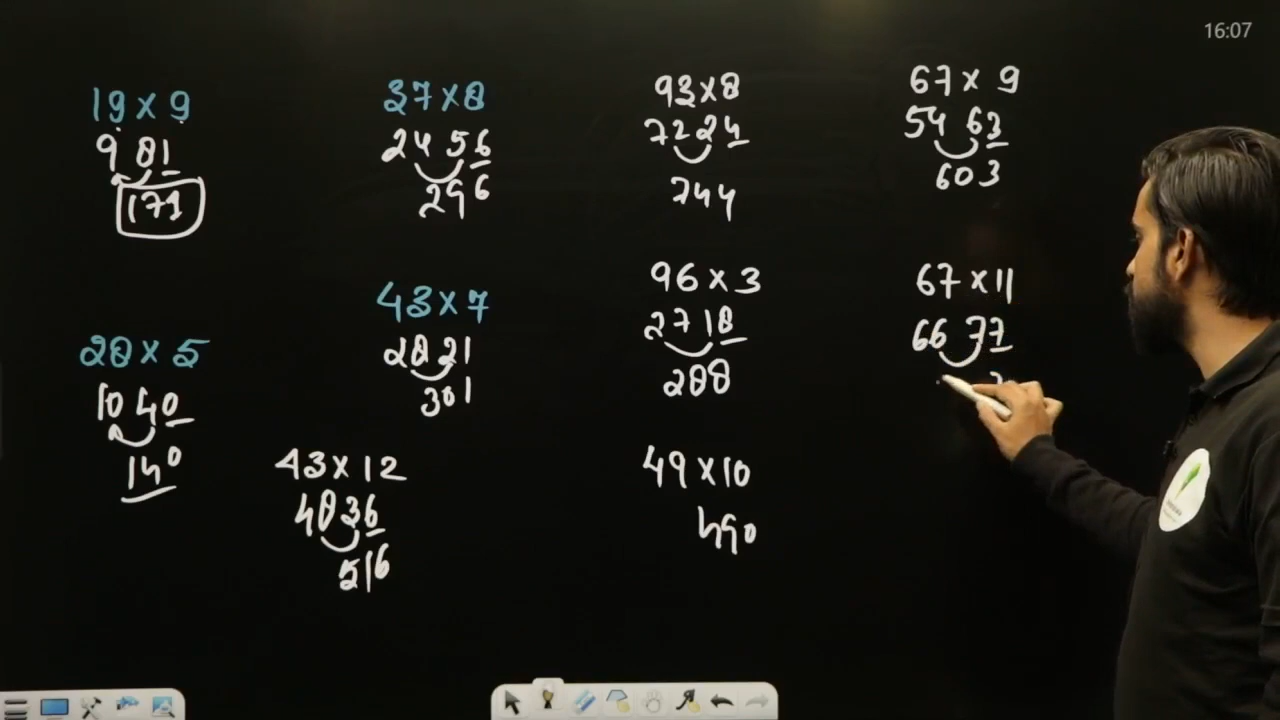 16:07
19 x 9
9 81
171
28 x 5
10 40
140
37 x 8
24 56
296
43 x 7
28 21
301
43 x 12
48 36
516
93 x 8
72 24
744
96 x 3
27 18
288
49 x 10
490
67 x 9
54 63
603
67 x 11
66 77